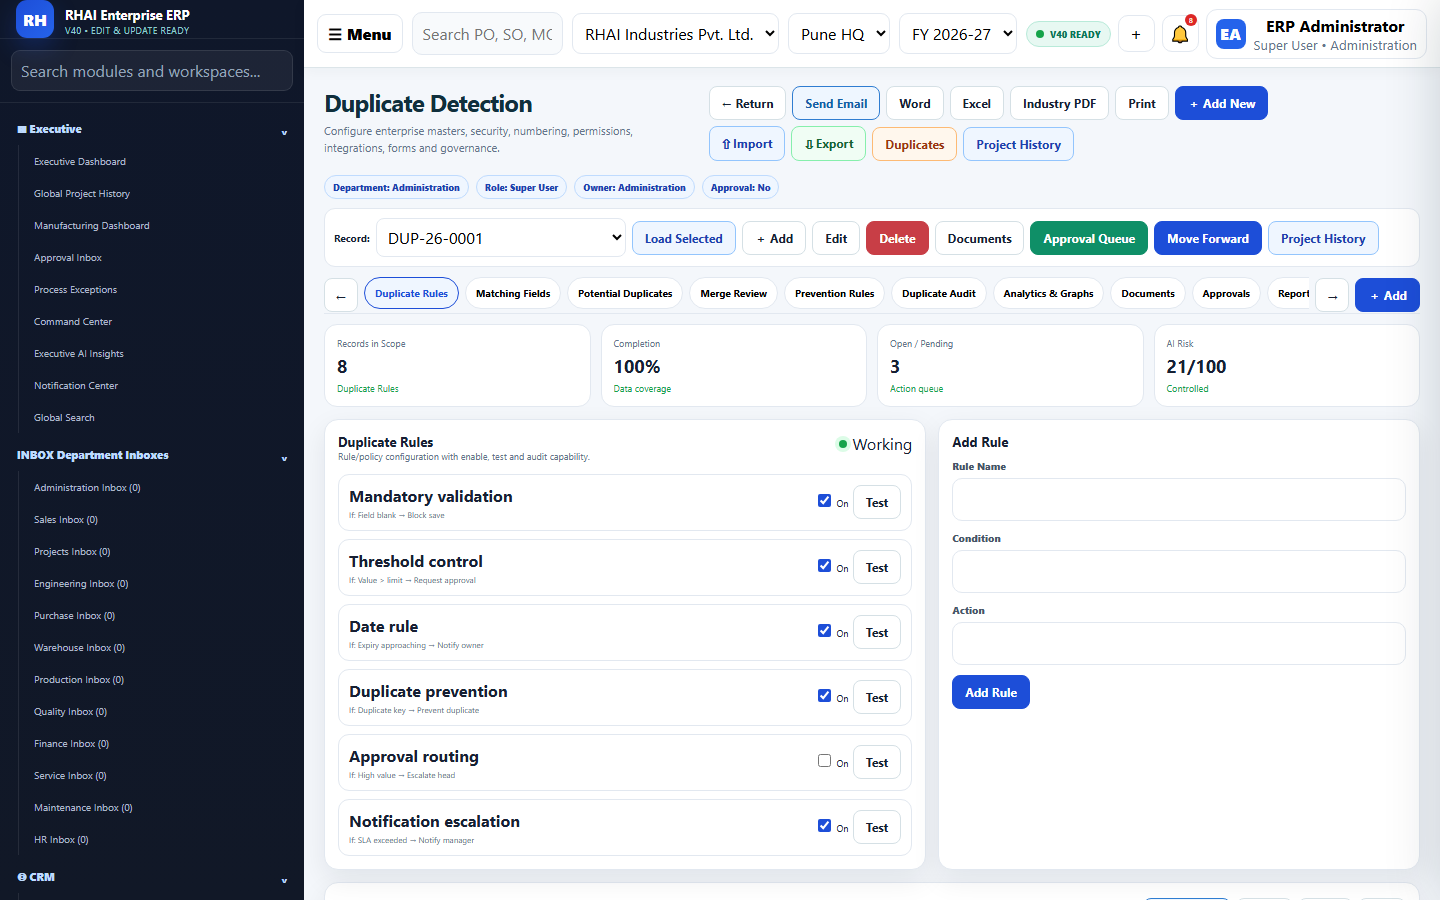 RH
RHAI Enterprise ERP
V40 • EDIT & UPDATE READY
Search modules and workspaces...
Executive
Executive Dashboard
Global Project History
Manufacturing Dashboard
Approval Inbox
Process Exceptions
Command Center
Executive AI Insights
Notification Center
Global Search
INBOX Department Inboxes
Administration Inbox (0)
Sales Inbox (0)
Projects Inbox (0)
Engineering Inbox (0)
Purchase Inbox (0)
Warehouse Inbox (0)
Production Inbox (0)
Quality Inbox (0)
Finance Inbox (0)
Service Inbox (0)
Maintenance Inbox (0)
HR Inbox (0)
CRM
☰ Menu
Search PO, SO, MO
RHAI Industries Pvt. Ltd.
Pune HQ
FY 2026-27
V40 READY
+
8
EA
ERP Administrator
Super User • Administration
Duplicate Detection
Configure enterprise masters, security, numbering, permissions,
integrations, forms and governance.
← Return
Send Email
Word
Excel
Industry PDF
Print
+ Add New
⇧ Import
⇩ Export
Duplicates
Project History
Department: Administration
Role: Super User
Owner: Administration
Approval: No
Record:
DUP-26-0001
Load Selected
+ Add
Edit
Delete
Documents
Approval Queue
Move Forward
Project History
←
Duplicate Rules
Matching Fields
Potential Duplicates
Merge Review
Prevention Rules
Duplicate Audit
Analytics & Graphs
Documents
Approvals
Report
→
+ Add
Records in Scope
8
Duplicate Rules
Completion
100%
Data coverage
Open / Pending
3
Action queue
AI Risk
21/100
Controlled
Duplicate Rules
Rule/policy configuration with enable, test and audit capability.
Working
Mandatory validation
If: Field blank → Block save
On
Test
Threshold control
If: Value > limit → Request approval
On
Test
Date rule
If: Expiry approaching → Notify owner
On
Test
Duplicate prevention
If: Duplicate key → Prevent duplicate
On
Test
Approval routing
If: High value → Escalate head
On
Test
Notification escalation
If: SLA exceeded → Notify manager
On
Test
Add Rule
Rule Name
Condition
Action
Add Rule